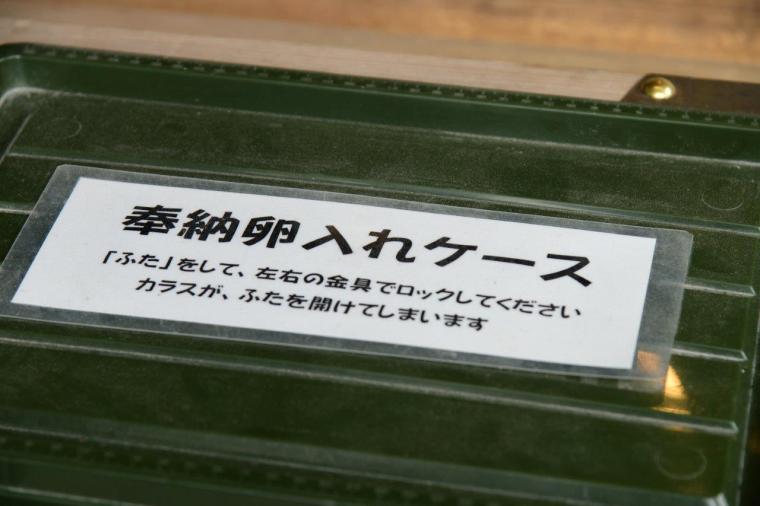 奉納卵入れケース
「ふた」をして、左右の金具でロックしてください
カラスが、ふたを開けてしまいます